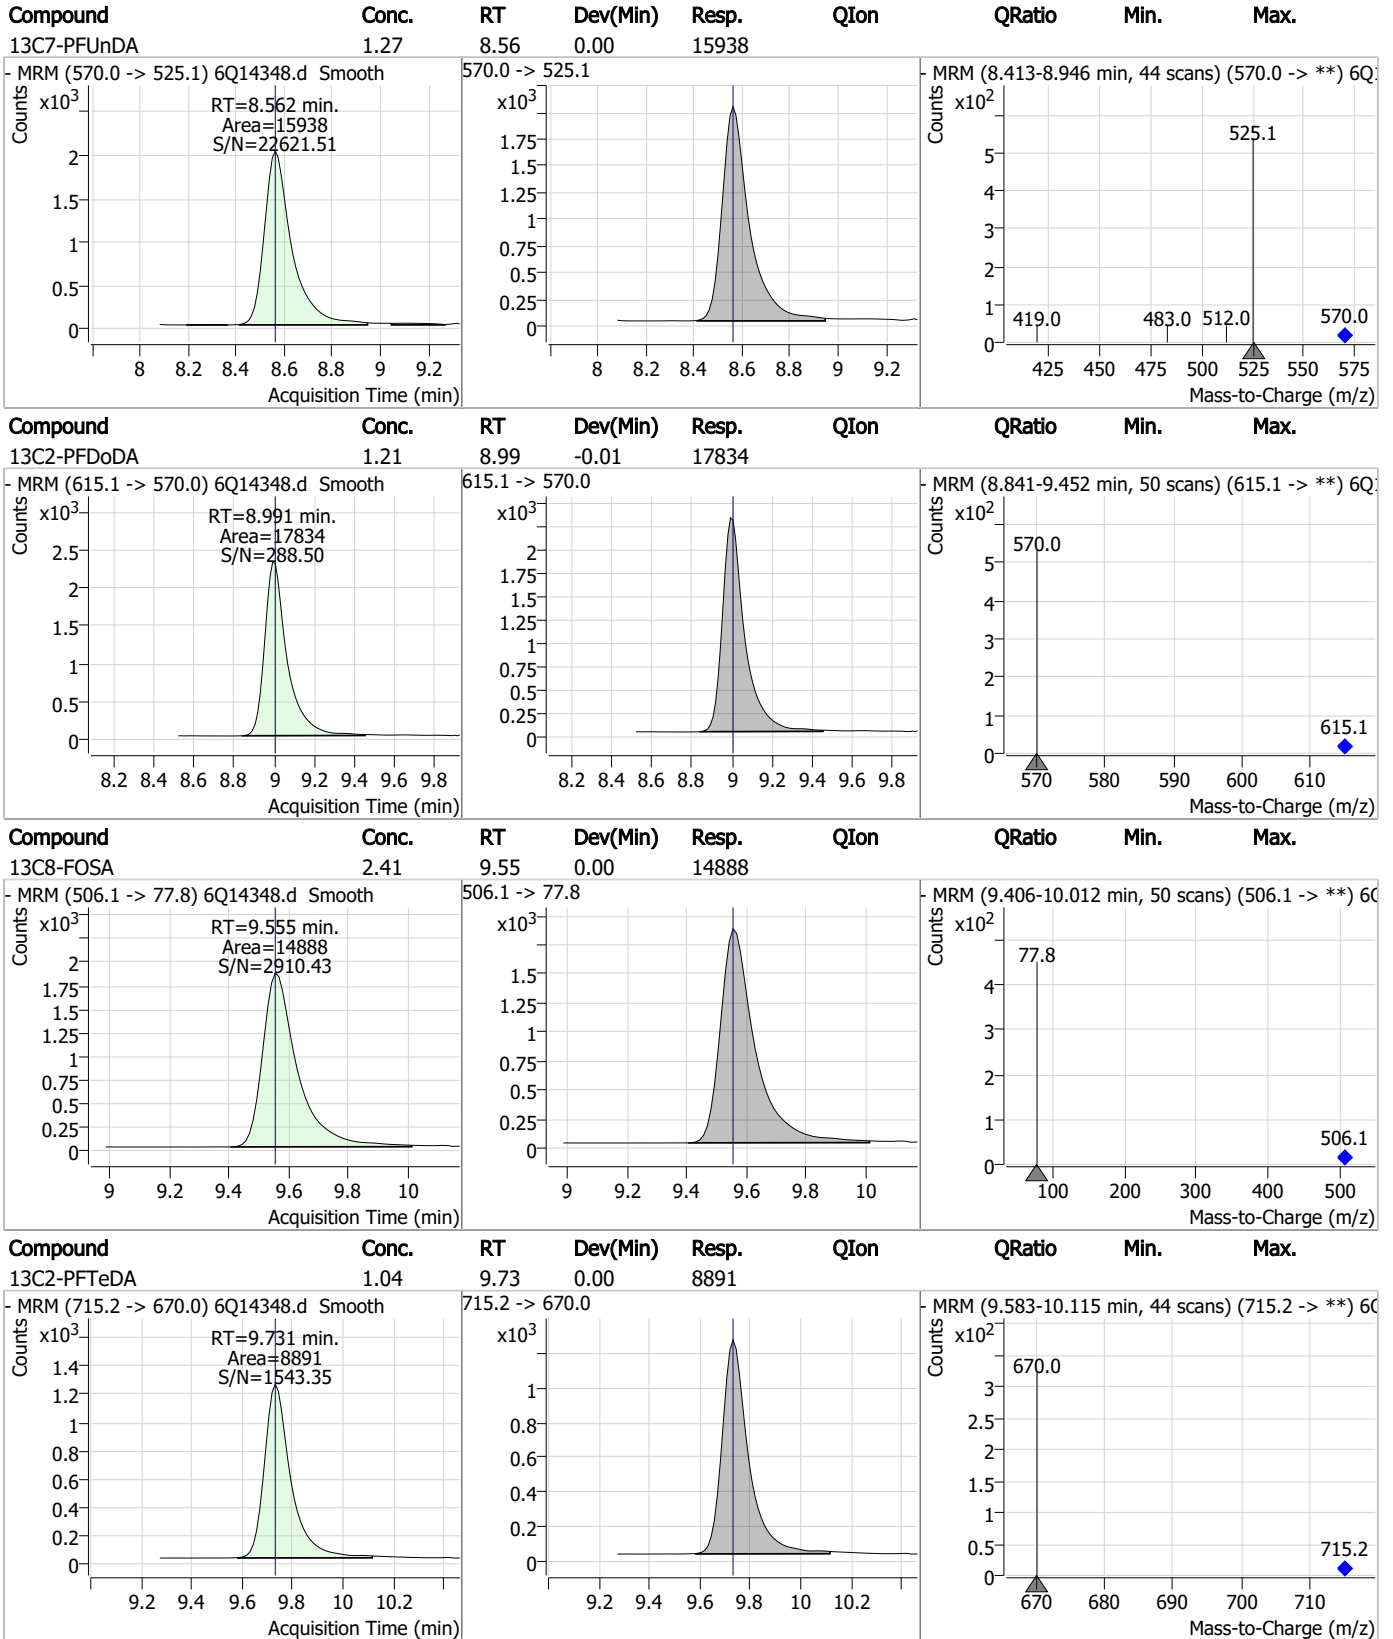 Compound Conc. RT Dev(Min) Resp. QIon QRatio Min. Max.
13C7-PFUnDA 1.27 8.56 0.00 15938
- MRM (570.0 -> 525.1) 6Q14348.d Smooth
Counts
x10³
RT=8.562 min.
Area=15938
S/N=22621.51
2
1.5
1
0.5
0
8 8.2 8.4 8.6 8.8 9 9.2
Acquisition Time (min)
570.0 -> 525.1
x10³
1.75
1.5
1.25
1
0.75
0.5
0.25
0
8 8.2 8.4 8.6 8.8 9 9.2
- MRM (8.413-8.946 min, 44 scans) (570.0 -> **) 6Q
Counts
x10²
525.1
5
4
3
2
1
0
419.0 483.0 512.0 570.0
425 450 475 500 525 550 575
Mass-to-Charge (m/z)
Compound Conc. RT Dev(Min) Resp. QIon QRatio Min. Max.
13C2-PFDoDA 1.21 8.99 -0.01 17834
- MRM (615.1 -> 570.0) 6Q14348.d Smooth
Counts
x10³
RT=8.991 min.
Area=17834
S/N=288.50
2.5
2
1.5
1
0.5
0
8.2 8.4 8.6 8.8 9 9.2 9.4 9.6 9.8
Acquisition Time (min)
615.1 -> 570.0
x10³
2
1.75
1.5
1.25
1
0.75
0.5
0.25
0
8.2 8.4 8.6 8.8 9 9.2 9.4 9.6 9.8
- MRM (8.841-9.452 min, 50 scans) (615.1 -> **) 6Q
Counts
x10²
570.0
5
4
3
2
1
0
615.1
570 580 590 600 610
Mass-to-Charge (m/z)
Compound Conc. RT Dev(Min) Resp. QIon QRatio Min. Max.
13C8-FOSA 2.41 9.55 0.00 14888
- MRM (506.1 -> 77.8) 6Q14348.d Smooth
Counts
x10³
RT=9.555 min.
Area=14888
S/N=2910.43
2
1.75
1.5
1.25
1
0.75
0.5
0.25
0
9 9.2 9.4 9.6 9.8 10
Acquisition Time (min)
506.1 -> 77.8
x10³
1.5
1.25
1
0.75
0.5
0.25
0
9 9.2 9.4 9.6 9.8 10
- MRM (9.406-10.012 min, 50 scans) (506.1 -> **) 6
Counts
x10²
77.8
4
3
2
1
0
506.1
100 200 300 400 500
Mass-to-Charge (m/z)
Compound Conc. RT Dev(Min) Resp. QIon QRatio Min. Max.
13C2-PFTeDA 1.04 9.73 0.00 8891
- MRM (715.2 -> 670.0) 6Q14348.d Smooth
Counts
x10³
RT=9.731 min.
Area=8891
S/N=1543.35
1.4
1.2
1
0.8
0.6
0.4
0.2
0
9.2 9.4 9.6 9.8 10 10.2
Acquisition Time (min)
715.2 -> 670.0
x10³
1
0.8
0.6
0.4
0.2
0
9.2 9.4 9.6 9.8 10 10.2
- MRM (9.583-10.115 min, 44 scans) (715.2 -> **) 6
Counts
x10²
670.0
3
2.5
2
1.5
1
0.5
0
715.2
670 680 690 700 710
Mass-to-Charge (m/z)